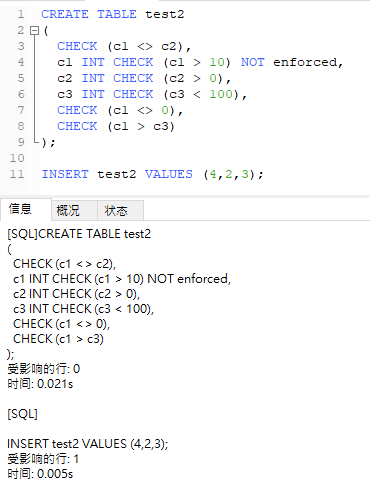 1 CREATE TABLE test2
2 (
3 CHECK (c1 <> c2),
4 c1 INT CHECK (c1 > 10) NOT enforced,
5 c2 INT CHECK (c2 > 0),
6 c3 INT CHECK (c3 < 100),
7 CHECK (c1 <> 0),
8 CHECK (c1 > c3)
9 );
10
11 INSERT test2 VALUES (4,2,3);
信息 概况 状态
[SQL]CREATE TABLE test2
(
CHECK (c1 <> c2),
c1 INT CHECK (c1 > 10) NOT enforced,
c2 INT CHECK (c2 > 0),
c3 INT CHECK (c3 < 100),
CHECK (c1 <> 0),
CHECK (c1 > c3)
);
受影响的行: 0
时间: 0.021s
[SQL]
INSERT test2 VALUES (4,2,3);
受影响的行: 1
时间: 0.005s